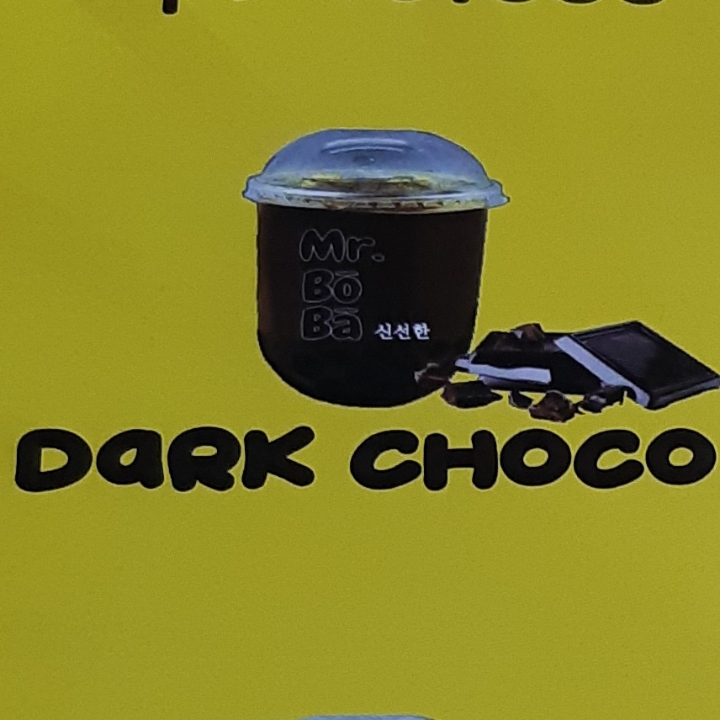 Mr.
Bō
Bā 신선한
DaRK CHOCO